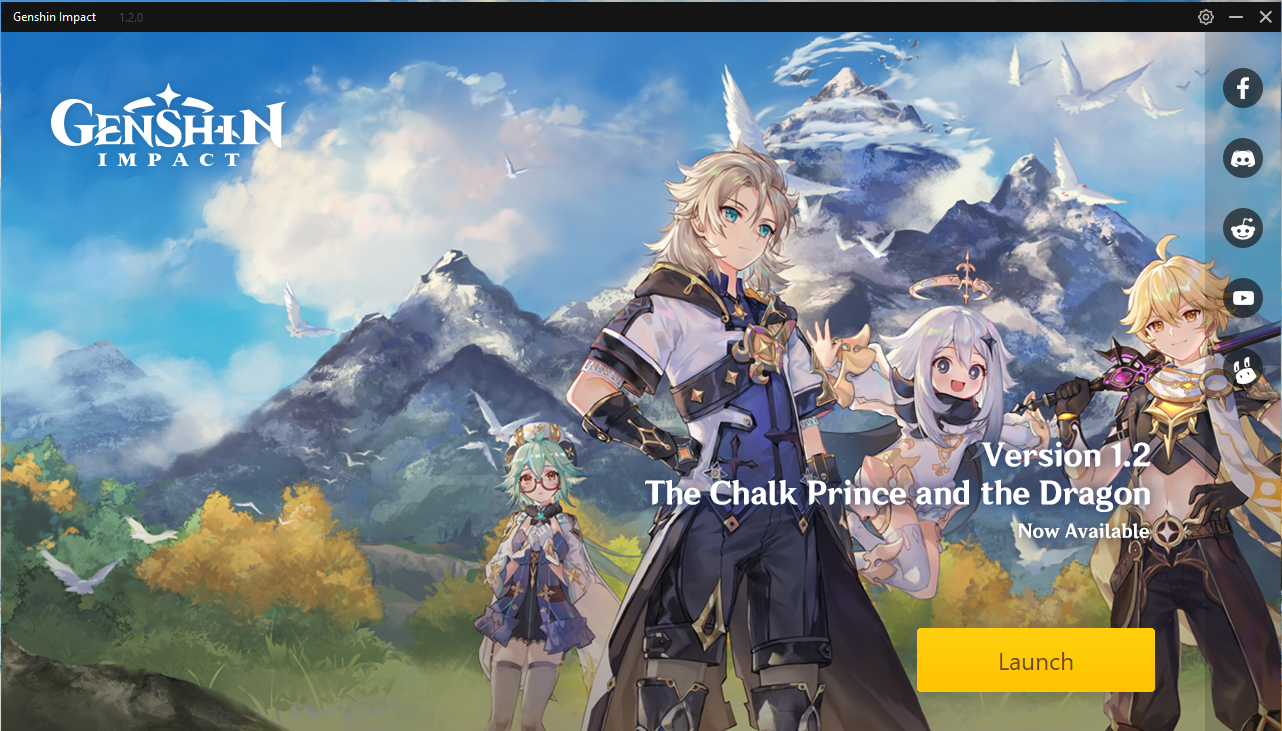 Genshin Impact 1.2.0
GENSHIN
IMPACT
Version 1.2
The Chalk Prince and the Dragon
Now Available
Launch